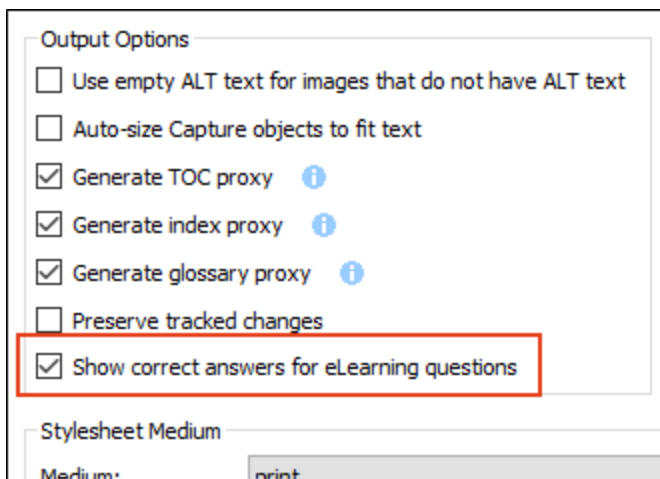 Output Options
Use empty ALT text for images that do not have ALT text
Auto-size Capture objects to fit text
Generate TOC proxy
Generate index proxy
Generate glossary proxy
Preserve tracked changes
Show correct answers for eLearning questions
Stylesheet Medium
Medium: print